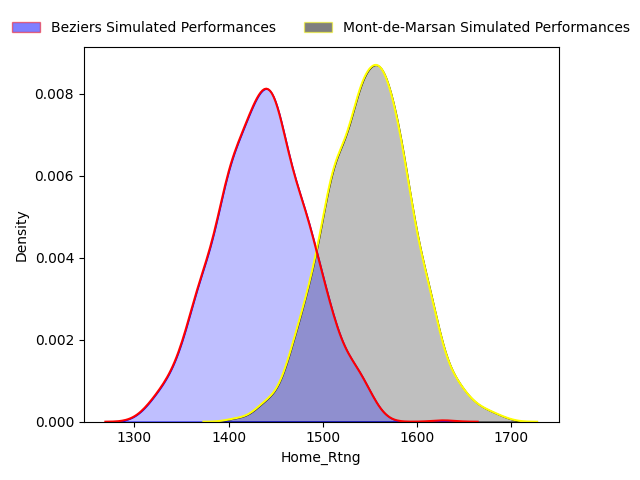 Beziers Simulated Performances
Mont-de-Marsan Simulated Performances
Density
0.008
0.006
0.004
0.002
0.000
1300
1400
1500
1600
1700
Home_Rtng